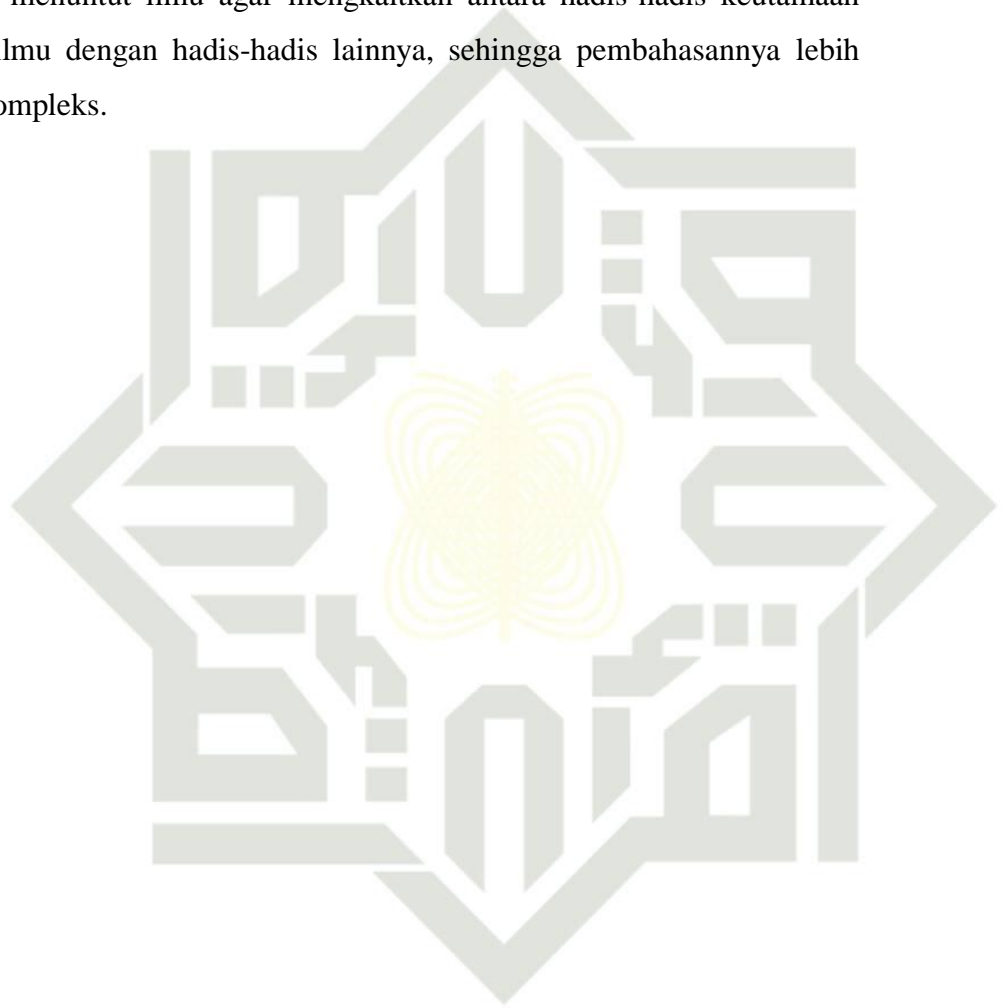 menuntut ilmu agar mengkaitkan antara hadis-hadis keutamaan
ilmu dengan hadis-hadis lainnya, sehingga pembahasannya lebih
ompleks.